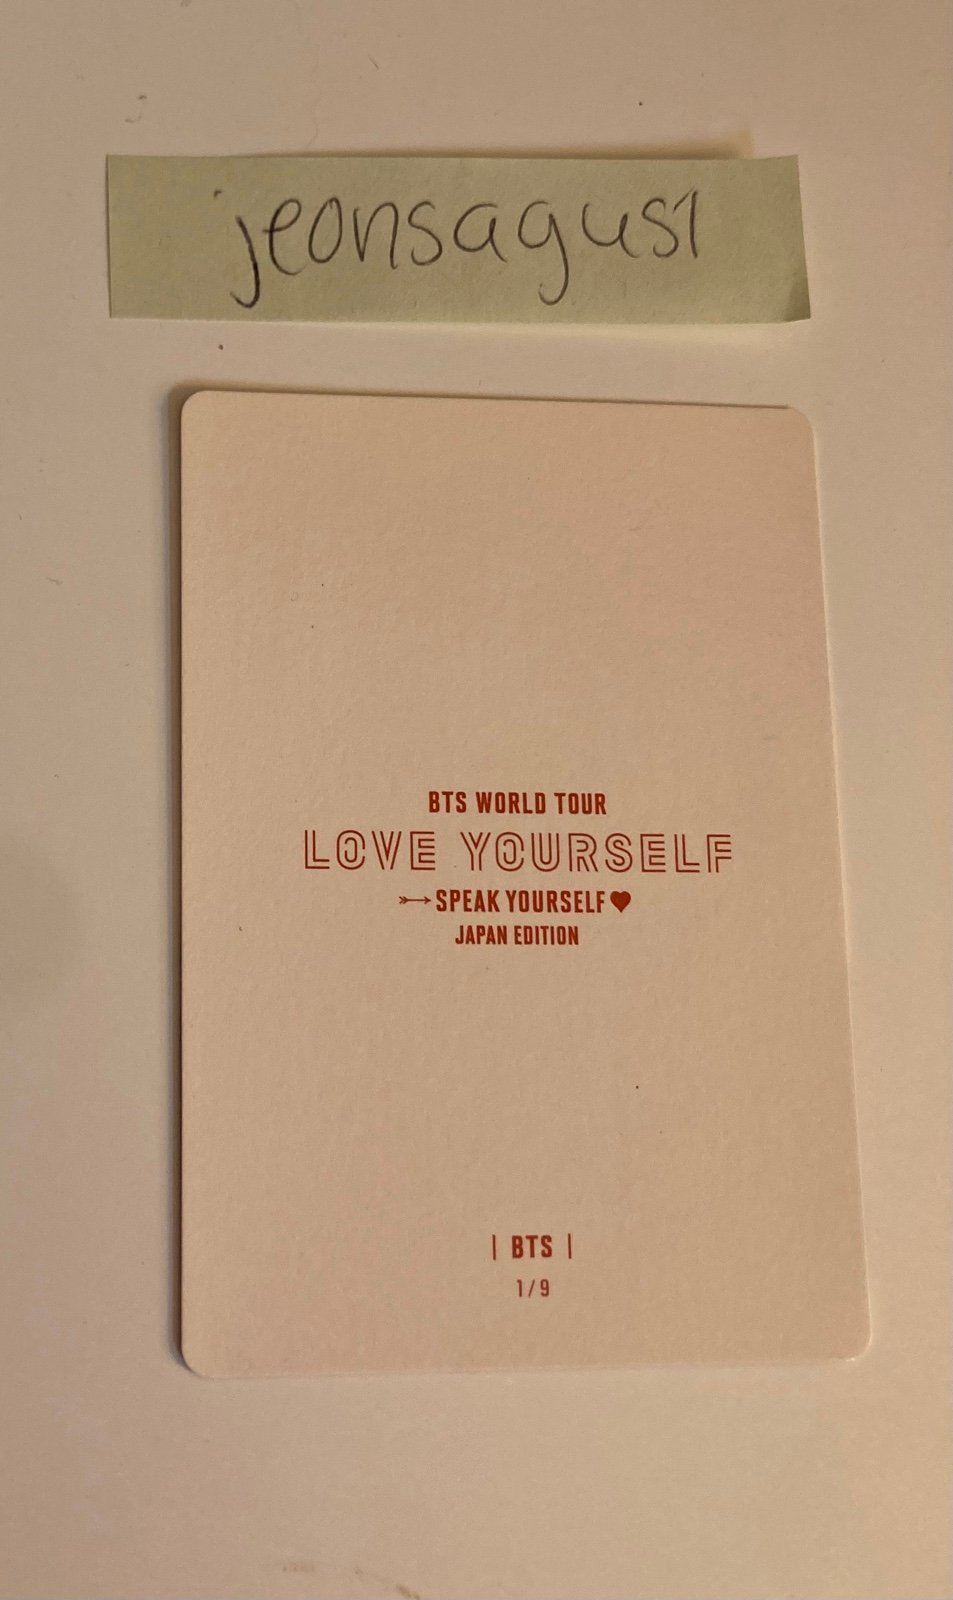 jeonsagus1
BTS WORLD TOUR
LOVE YOURSELF
SPEAK YOURSELF
JAPAN EDITION
| BTS |
1/9